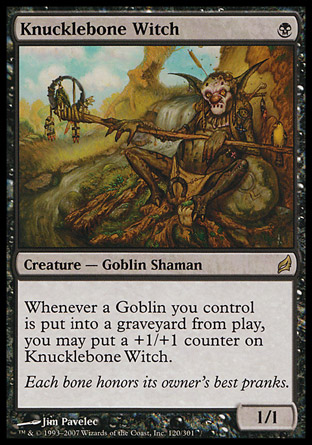 Knucklebone Witch
Creature — Goblin Shaman
Whenever a Goblin you control
is put into a graveyard from play,
you may put a +1/+1 counter on
Knucklebone Witch.
Each bone honors its owner's best pranks.
Jim Pavelec
1/1
™ & © 1993–2007 Wizards of the Coast, Inc. 120/301